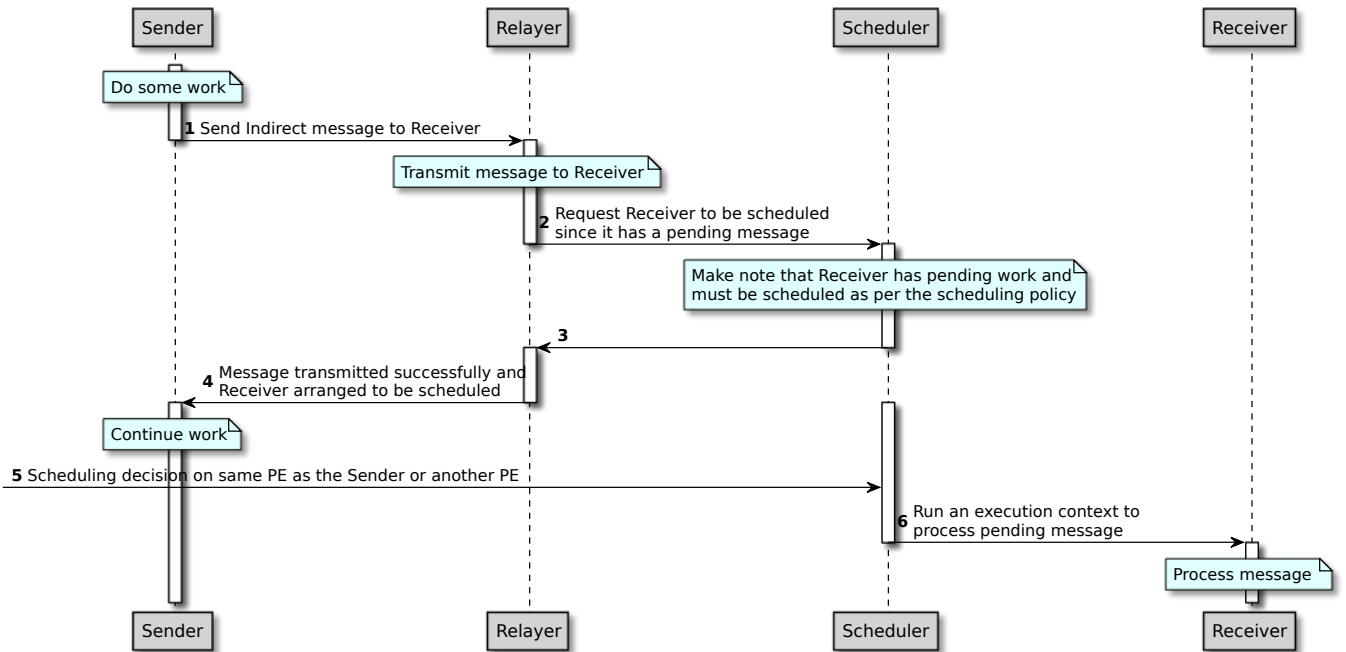 Sender
Relayer
Scheduler
Receiver
Do some work
1 Send Indirect message to Receiver
Transmit message to Receiver
2 Request Receiver to be scheduled
since it has a pending message
Make note that Receiver has pending work and
must be scheduled as per the scheduling policy
3
4 Message transmitted successfully and
Receiver arranged to be scheduled
Continue work
5 Scheduling decision on same PE as the Sender or another PE
6 Run an execution context to
process pending message
Process message
Sender
Relayer
Scheduler
Receiver